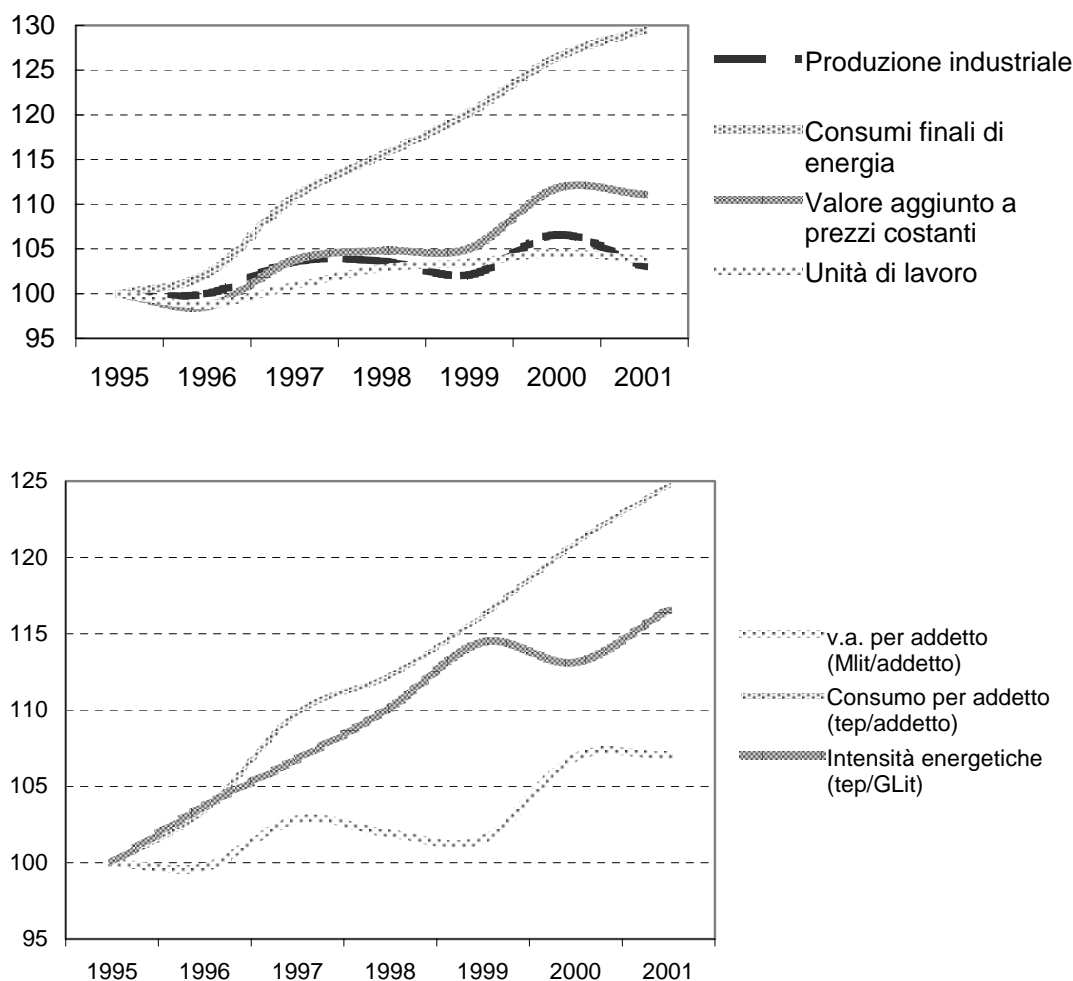 130
125
120
115
110
105
100
95
1995 1996 1997 1998 1999 2000 2001
Produzione industriale
Consumi finali di
energia
Valore aggiunto a
prezzi costanti
Unità di lavoro
125
120
115
110
105
100
95
1995 1996 1997 1998 1999 2000 2001
v.a. per addetto
(Mlit/addetto)
Consumo per addetto
(tep/addetto)
Intensità energetiche
(tep/GLit)